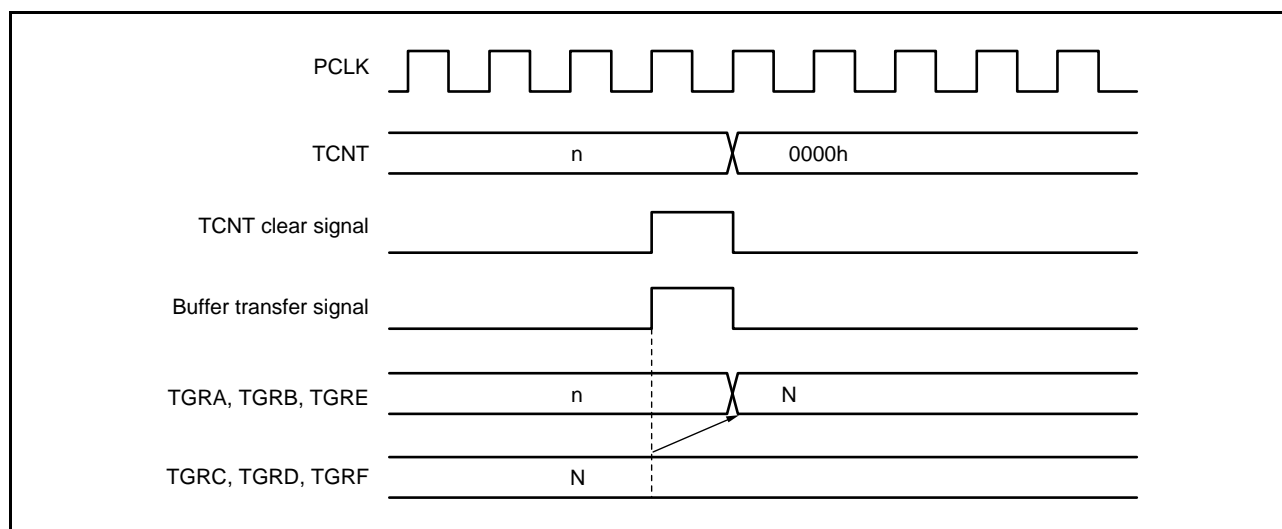 PCLK
TCNT n 0000h
TCNT clear signal
Buffer transfer signal
TGRA, TGRB, TGRE n N
TGRC, TGRD, TGRF N